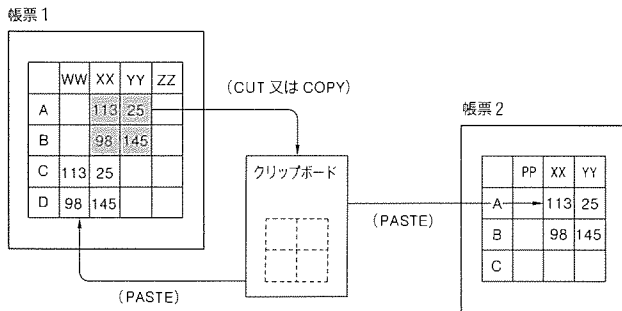 帳票1
WW XX YY ZZ
A 113 25
B 98 145
C 113 25
D 98 145
(CUT 又は COPY)
クリップボード
(PASTE)
(PASTE)
帳票2
PP XX YY
A 113 25
B 98 145
C